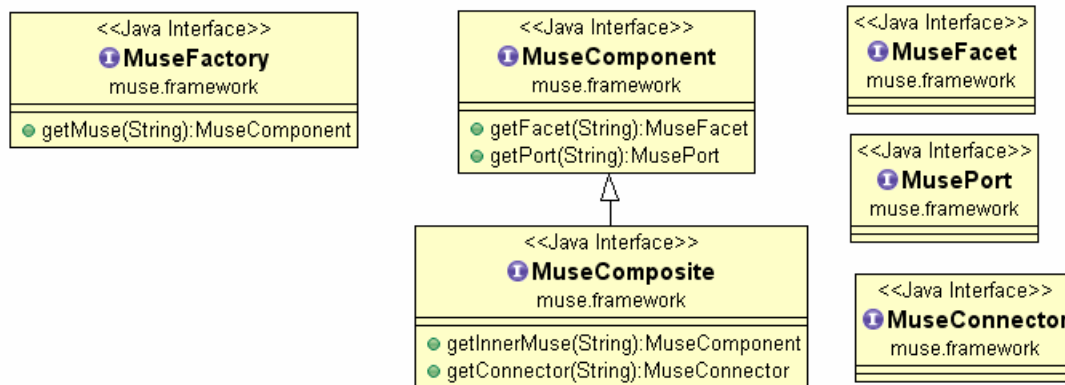 <<Java Interface>>
MuseFactory
muse.framework
getMuse(String):MuseComponent
<<Java Interface>>
MuseComponent
muse.framework
getFacet(String):MuseFacet
getPort(String):MusePort
<<Java Interface>>
MuseComposite
muse.framework
getInnerMuse(String):MuseComponent
getConnector(String):MuseConnector
<<Java Interface>>
MuseFacet
muse.framework
<<Java Interface>>
MusePort
muse.framework
<<Java Interface>>
MuseConnector
muse.framework